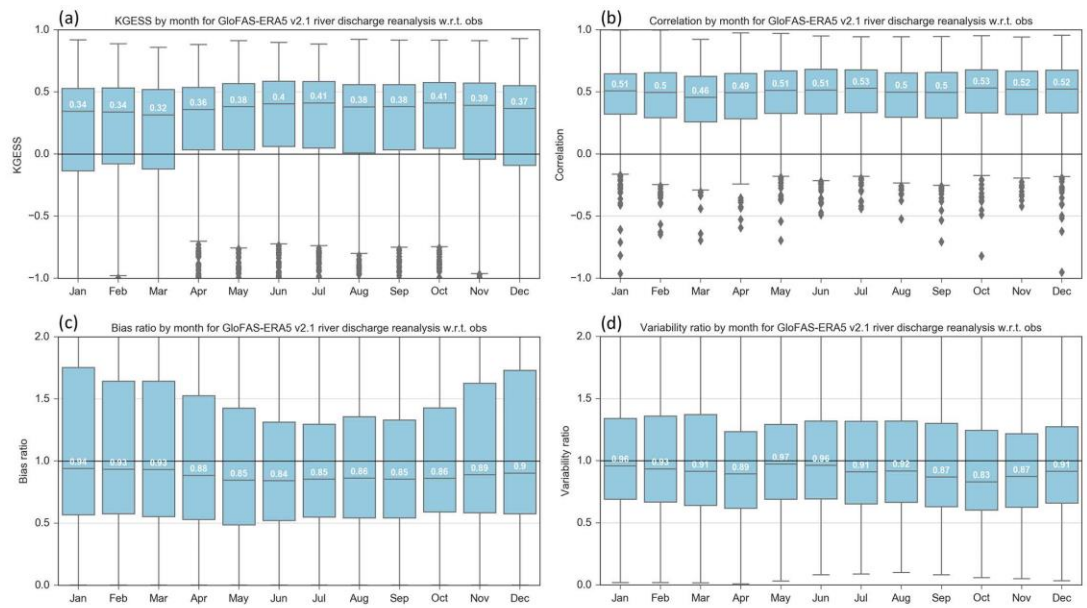 (a) KGESS by month for GloFAS-ERA5 v2.1 river discharge reanalysis w.r.t. obs
1.0
0.5
0.0
−0.5
−1.0
KGESS
0.34 0.34 0.32 0.36 0.38 0.4 0.41 0.38 0.38 0.41 0.39 0.37
Jan Feb Mar Apr May Jun Jul Aug Sep Oct Nov Dec
(b) Correlation by month for GloFAS-ERA5 v2.1 river discharge reanalysis w.r.t. obs
1.0
0.5
0.0
−0.5
−1.0
Correlation
0.51 0.5 0.46 0.49 0.51 0.51 0.53 0.5 0.5 0.53 0.52 0.52
Jan Feb Mar Apr May Jun Jul Aug Sep Oct Nov Dec
(c) Bias ratio by month for GloFAS-ERA5 v2.1 river discharge reanalysis w.r.t. obs
2.0
1.5
1.0
0.5
0.0
Bias ratio
0.94 0.93 0.93 0.88 0.85 0.84 0.85 0.86 0.85 0.86 0.89 0.9
Jan Feb Mar Apr May Jun Jul Aug Sep Oct Nov Dec
(d) Variability ratio by month for GloFAS-ERA5 v2.1 river discharge reanalysis w.r.t. obs
2.0
1.5
1.0
0.5
0.0
Variability ratio
0.96 0.93 0.91 0.89 0.97 0.96 0.91 0.92 0.87 0.83 0.87 0.91
Jan Feb Mar Apr May Jun Jul Aug Sep Oct Nov Dec